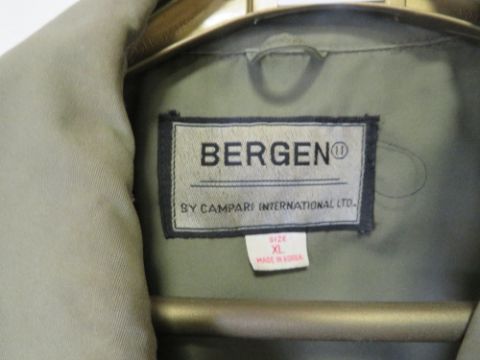 BERGEN
BY CAMPARI INTERNATIONAL LTD.
SIZE
XL
MADE IN KOREA